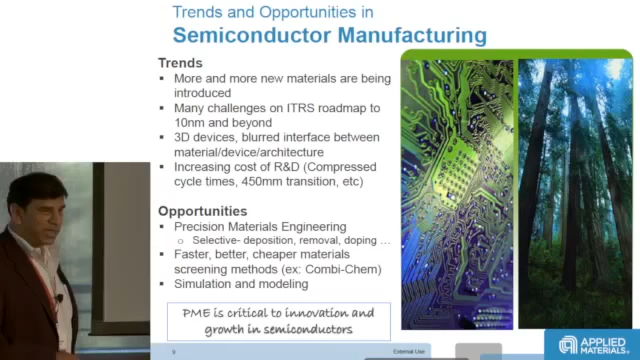 Trends and Opportunities in
Semiconductor Manufacturing
Trends
▪ More and more new materials are being
introduced
▪ Many challenges on ITRS roadmap to
10nm and beyond
▪ 3D devices, blurred interface between
material/device/architecture
▪ Increasing cost of R&D (Compressed
cycle times, 450mm transition, etc)
Opportunities
▪ Precision Materials Engineering
o Selective- deposition, removal, doping ...
▪ Faster, better, cheaper materials
screening methods (ex: Combi-Chem)
▪ Simulation and modeling
PME is critical to innovation and
growth in semiconductors
9
External Use
APPLIED
MATERIALS